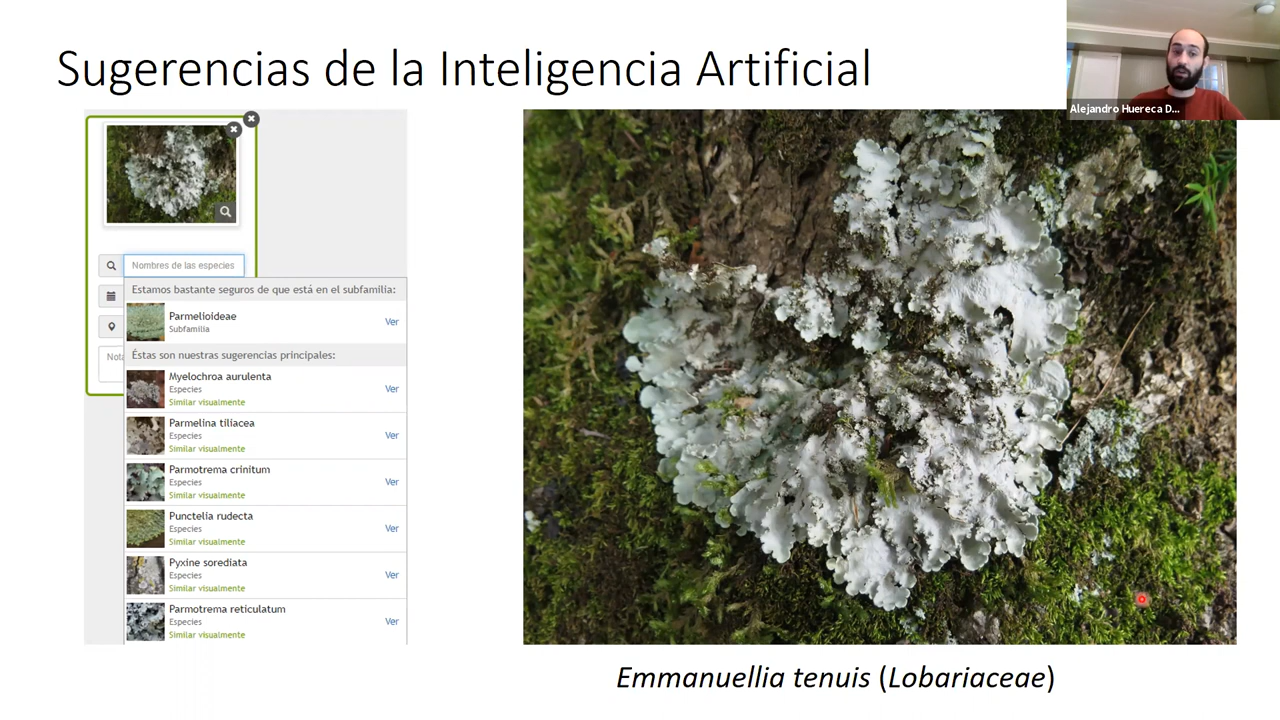 Sugerencias de la Inteligencia Artificial
Alejandro Huereca D...
Nombres de las especies
Estamos bastante seguros de que está en el subfamilia:
Parmelioideae
Subfamilia
Ver
Éstas son nuestras sugerencias principales:
Myelochroa aurulenta
Especies
Similar visualmente
Ver
Parmelina tiliacea
Especies
Similar visualmente
Ver
Parmotrema crinitum
Especies
Similar visualmente
Ver
Punctelia rudecta
Especies
Similar visualmente
Ver
Pyxine sorediata
Especies
Similar visualmente
Ver
Parmotrema reticulatum
Especies
Similar visualmente
Ver
Nota
Emmanuellia tenuis (Lobariaceae)